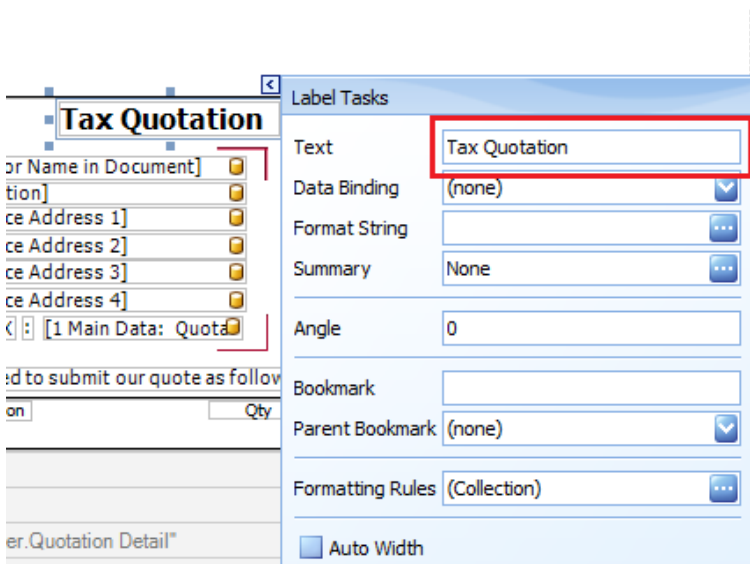 Tax Quotation
or Name in Document]
tion]
ce Address 1]
ce Address 2]
ce Address 3]
ce Address 4]
: [1 Main Data: Quota
ed to submit our quote as follow
on Qty
er.Quotation Detail"
Label Tasks
Text Tax Quotation
Data Binding (none)
Format String
Summary None
Angle 0
Bookmark
Parent Bookmark (none)
Formatting Rules (Collection)
Auto Width